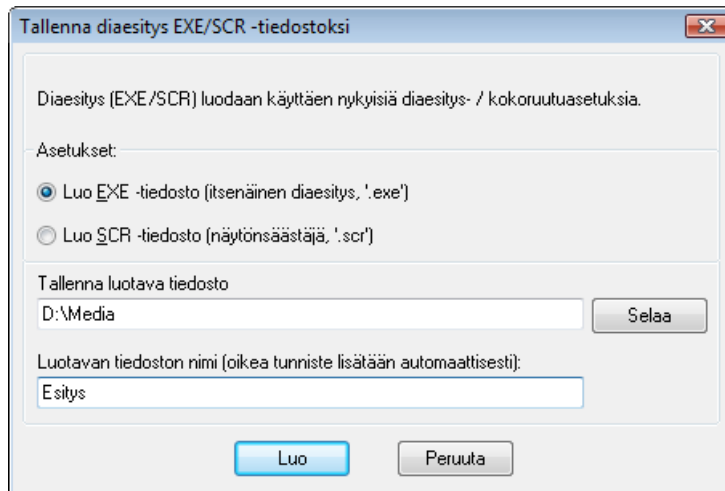 Tallenna diaesitys EXE/SCR -tiedostoksi
Diaesitys (EXE/SCR) luodaan käyttäen nykyisiä diaesitys- / kokoruutuasetuksia.
Asetukset:
Luo EXE -tiedosto (itsenäinen diaesitys, '.exe')
Luo SCR -tiedosto (näytönsäästäjä, '.scr')
Tallenna luotava tiedosto
D:\Media
Selaa
Luotavan tiedoston nimi (oikea tunniste lisätään automaattisesti):
Esitys
Luo
Peruuta